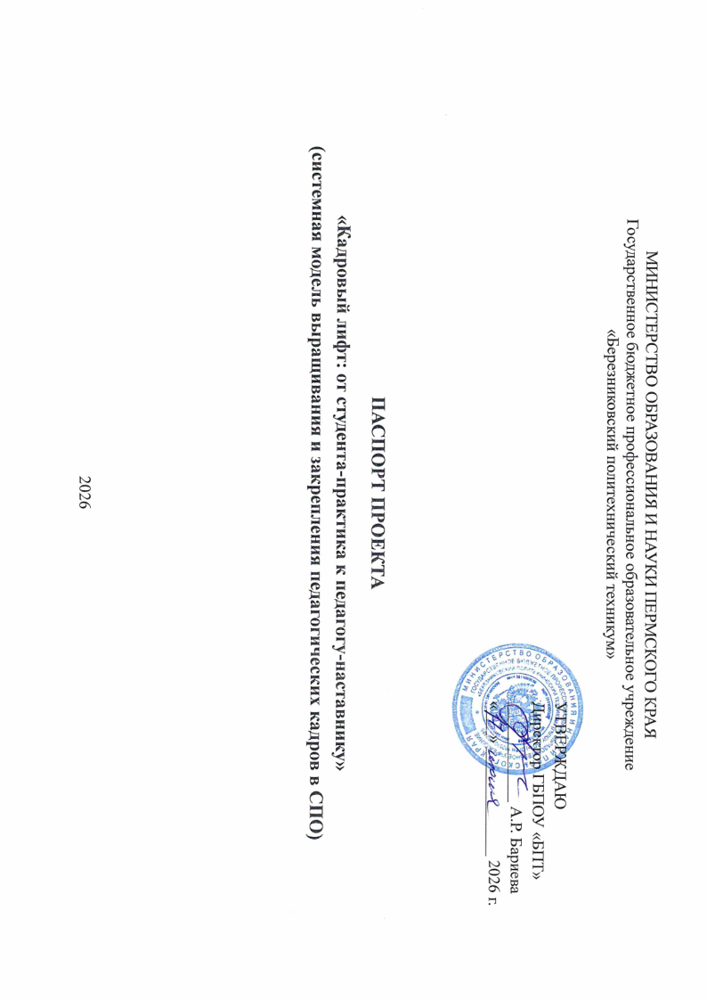 МИНИСТЕРСТВО ОБРАЗОВАНИЯ И НАУКИ ПЕРМСКОГО КРАЯ
Государственное бюджетное профессиональное образовательное учреждение
«Березниковский политехнический техникум»
УТВЕРЖДАЮ
Директор ГБПОУ «БПТ»
А.Р. Бариева
2026 г.
ПАСПОРТ ПРОЕКТА
«Кадровый лифт: от студента-практика к педагогу-наставнику»
(системная модель выращивания и закрепления педагогических кадров в СПО)
2026